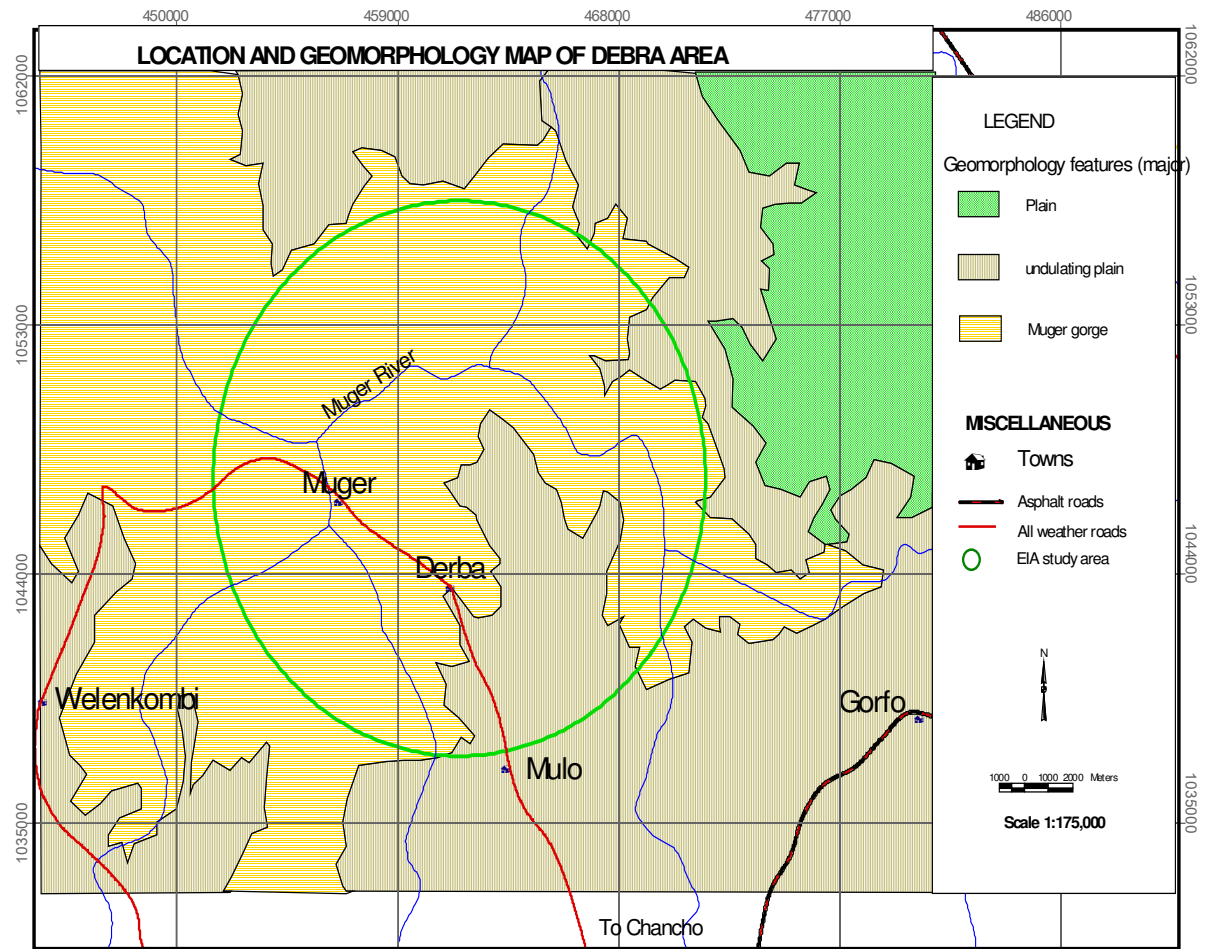 450000 459000 468000 477000 486000
LOCATION AND GEOMORPHOLOGY MAP OF DEBRA AREA
1062000
1062000
LEGEND
Geomorphology features (major)
Plain
undulating plain
Muger gorge
1053000
1053000
Muger River
MISCELLANEOUS
Towns
Asphalt roads
All weather roads
EIA study area
Muger
Derba
1044000
1044000
N
Welenkombi
Gorfo
Mulo
1000 0 1000 2000 Meters
Scale 1:175,000
1035000
1035000
To Chancho